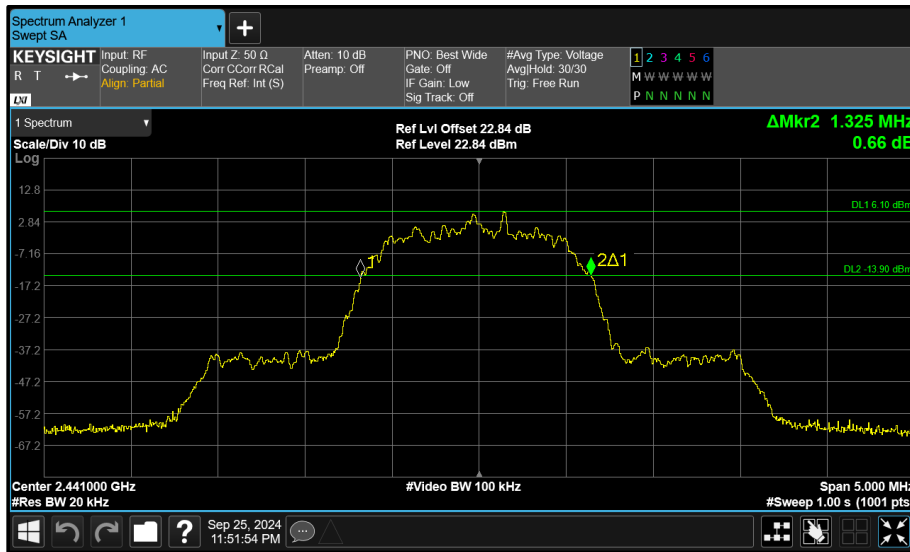 Spectrum Analyzer 1
Swept SA
KEYSIGHT
R T
LXI
Input: RF
Coupling: AC
Align: Partial
Input Z: 50 Ω
Corr CCorr RCal
Freq Ref: Int (S)
Atten: 10 dB
Preamp: Off
PNO: Best Wide
Gate: Off
IF Gain: Low
Sig Track: Off
#Avg Type: Voltage
Avg|Hold: 30/30
Trig: Free Run
1 2 3 4 5 6
M W W W W W
P N N N N N
1 Spectrum
Scale/Div 10 dB
Log
Ref Lvl Offset 22.84 dB
Ref Level 22.84 dBm
ΔMkr2 1.325 MHz
0.66 dB
12.8
2.84
-7.16
-17.2
-27.2
-37.2
-47.2
-57.2
-67.2
DL1 6.10 dBm
DL2 -13.90 dBm
1
2Δ1
Center 2.441000 GHz
#Res BW 20 kHz
#Video BW 100 kHz
Span 5.000 MHz
#Sweep 1.00 s (1001 pts
Sep 25, 2024
11:51:54 PM